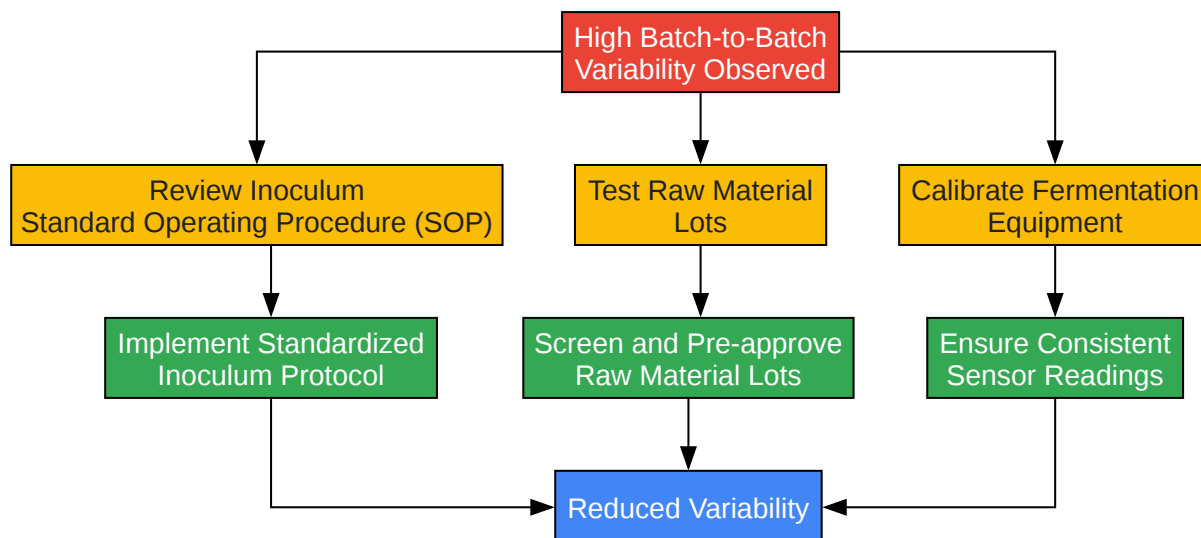 High Batch-to-Batch
Variability Observed
Review Inoculum
Standard Operating Procedure (SOP)
Test Raw Material
Lots
Calibrate Fermentation
Equipment
Implement Standardized
Inoculum Protocol
Screen and Pre-approve
Raw Material Lots
Ensure Consistent
Sensor Readings
Reduced Variability